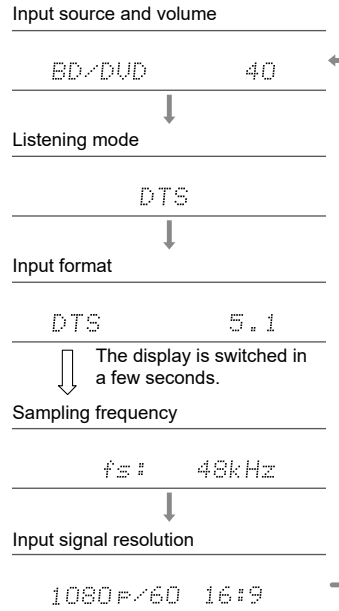 Input source and volume
BD/DVD 40
Listening mode
DTS
Input format
DTS 5.1
The display is switched in
a few seconds.
Sampling frequency
fs: 48kHz
Input signal resolution
1080p/60 16:9